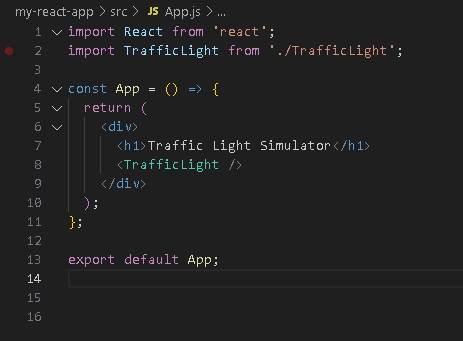 my-react-app > src > JS App.js > ...
1 import React from 'react';
2 import TrafficLight from './TrafficLight';
3
4 const App = () => {
5   return (
6     <div>
7       <h1>Traffic Light Simulator</h1>
8       <TrafficLight />
9     </div>
10   );
11 };
12
13 export default App;
14
15
16